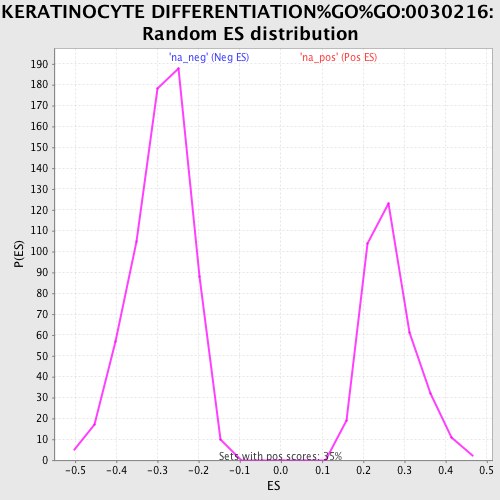 KERATINOCYTE DIFFERENTIATION%GO%GO:0030216:
Random ES distribution
'na_neg' (Neg ES) 'na_pos' (Pos ES)
190
180
170
160
150
140
130
120
110
100
90
80
70
60
50
40
30
20
10
0
P(ES)
Sets with pos scores: 35%
-0.5 -0.4 -0.3 -0.2 -0.1 0.0 0.1 0.2 0.3 0.4 0.5
ES